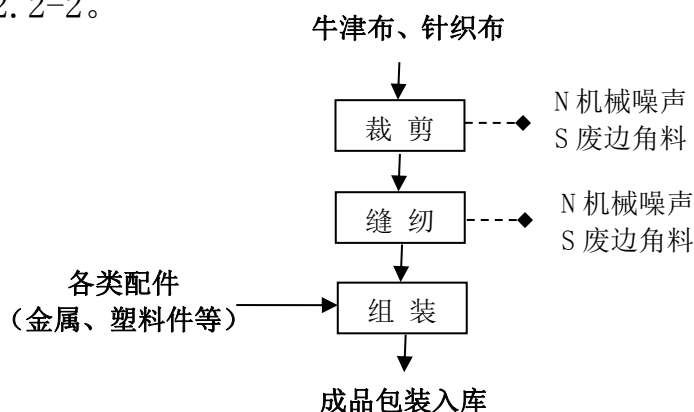 2.2-2。
牛津布、针织布
N 机械噪声
裁 剪
S 废边角料
N 机械噪声
缝 纫
S 废边角料
各类配件
（金属、塑料件等）
组 装
成品包装入库